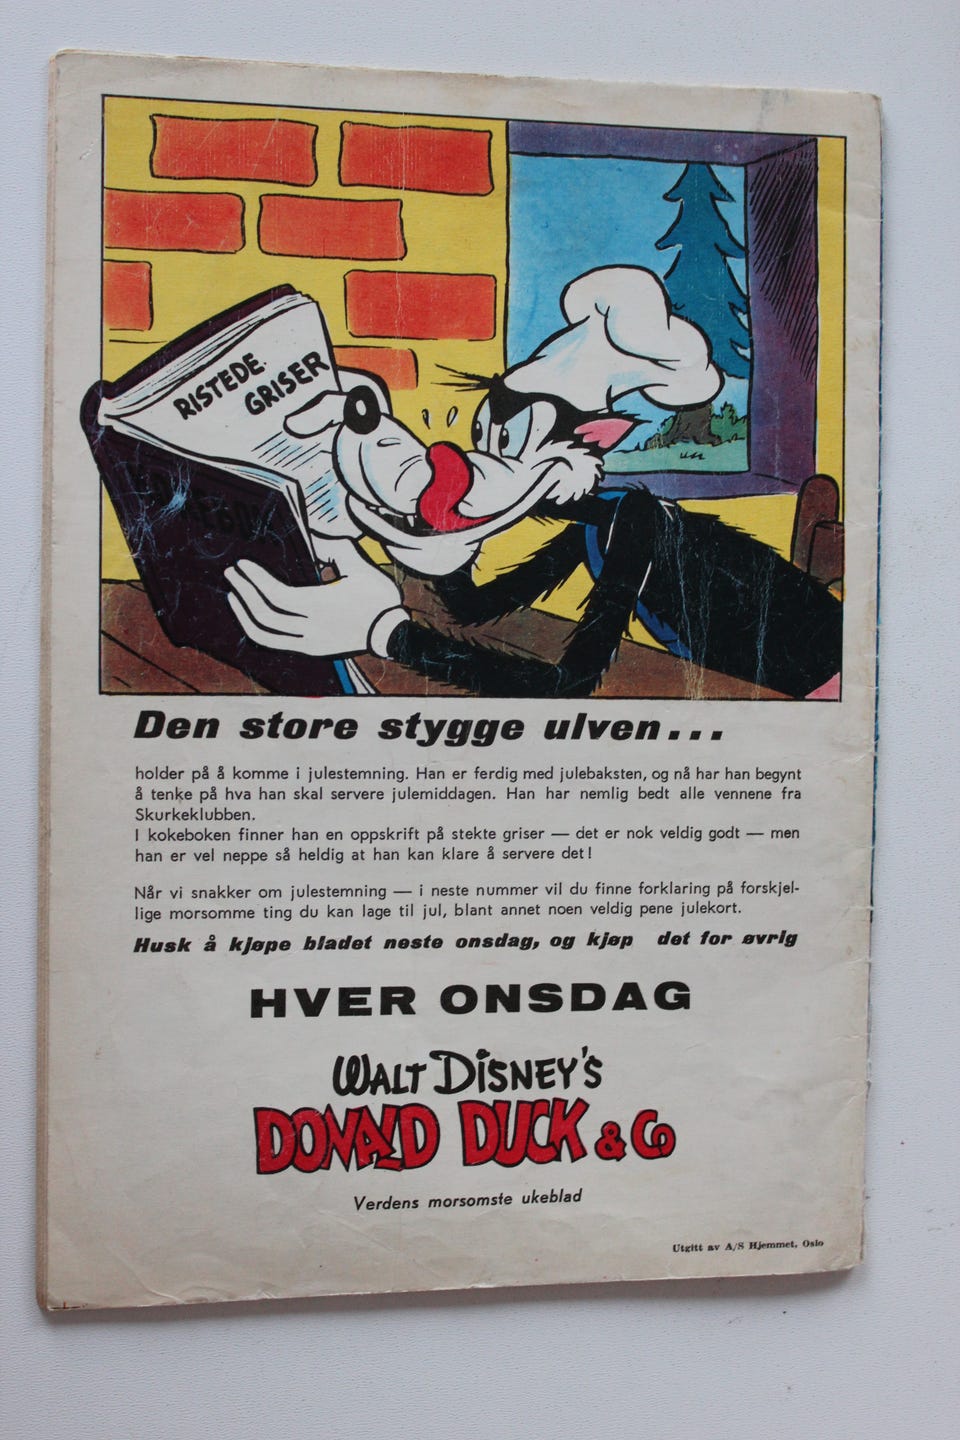 RISTEDE
GRISER
Den store stygge ulven...
holder på å komme i julestemning. Han er ferdig med julebaksten, og nå har han begynt
å tenke på hva han skal servere julemiddagen. Han har nemlig bedt alle vennene fra
Skurkeklubben.
I kokeboken finner han en oppskrift på stekte griser — det er nok veldig godt — men
han er vel neppe så heldig at han kan klare å servere det!
Når vi snakker om julestemning — i neste nummer vil du finne forklaring på forskjel-
lige morsomme ting du kan lage til jul, blant annet noen veldig pene julekort.
Husk å kjøpe bladet neste onsdag, og kjøp det for øvrig
HVER ONSDAG
WALT DISNEY'S
DONALD DUCK & Co
Verdens morsomste ukeblad
Utgitt av A/S Hjemmet, Oslo